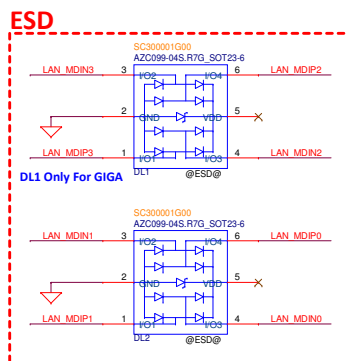 ESD
SC300001G00
AZC099-04S.R7G_SOT23-6
LAN_MDIN3 3 I/O2 I/O4 6 LAN_MDIP2
2 GND VDD 5
LAN_MDIP3 1 I/O1 I/O3 4 LAN_MDIN2
DL1 Only For GIGA DL1 @ESD@
SC300001G00
AZC099-04S.R7G_SOT23-6
LAN_MDIN1 3 I/O2 I/O4 6 LAN_MDIP0
2 GND VDD 5
LAN_MDIP1 1 I/O1 I/O3 4 LAN_MDIN0
DL2 @ESD@